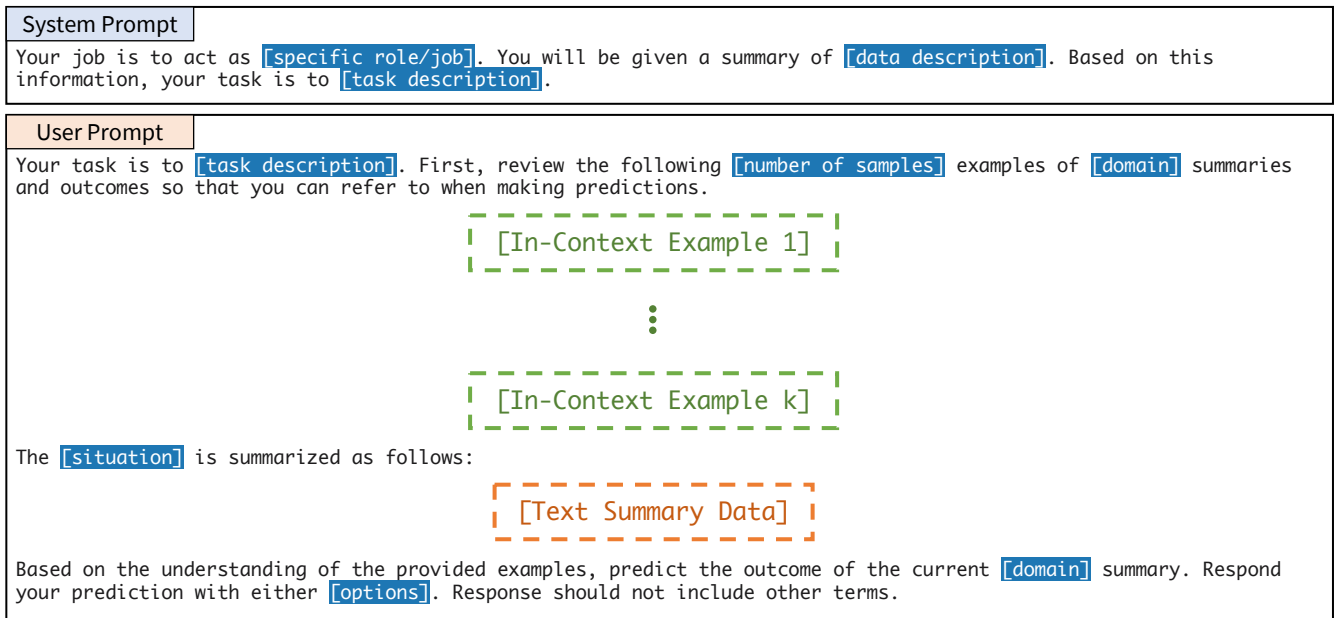 System Prompt
Your job is to act as [specific role/job]. You will be given a summary of [data description]. Based on this
information, your task is to [task description].
User Prompt
Your task is to [task description]. First, review the following [number of samples] examples of [domain] summaries
and outcomes so that you can refer to when making predictions.
[In-Context Example 1]
[In-Context Example k]
The [situation] is summarized as follows:
[Text Summary Data]
Based on the understanding of the provided examples, predict the outcome of the current [domain] summary. Respond
your prediction with either [options]. Response should not include other terms.